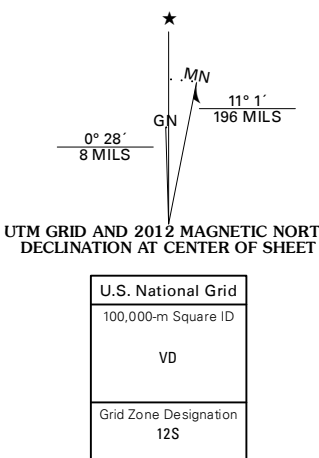 MN
GN
11° 1´
196 MILS
0° 28´
8 MILS
UTM GRID AND 2012 MAGNETIC NORT
DECLINATION AT CENTER OF SHEET
U.S. National Grid
100,000-m Square ID
VD
Grid Zone Designation
12S